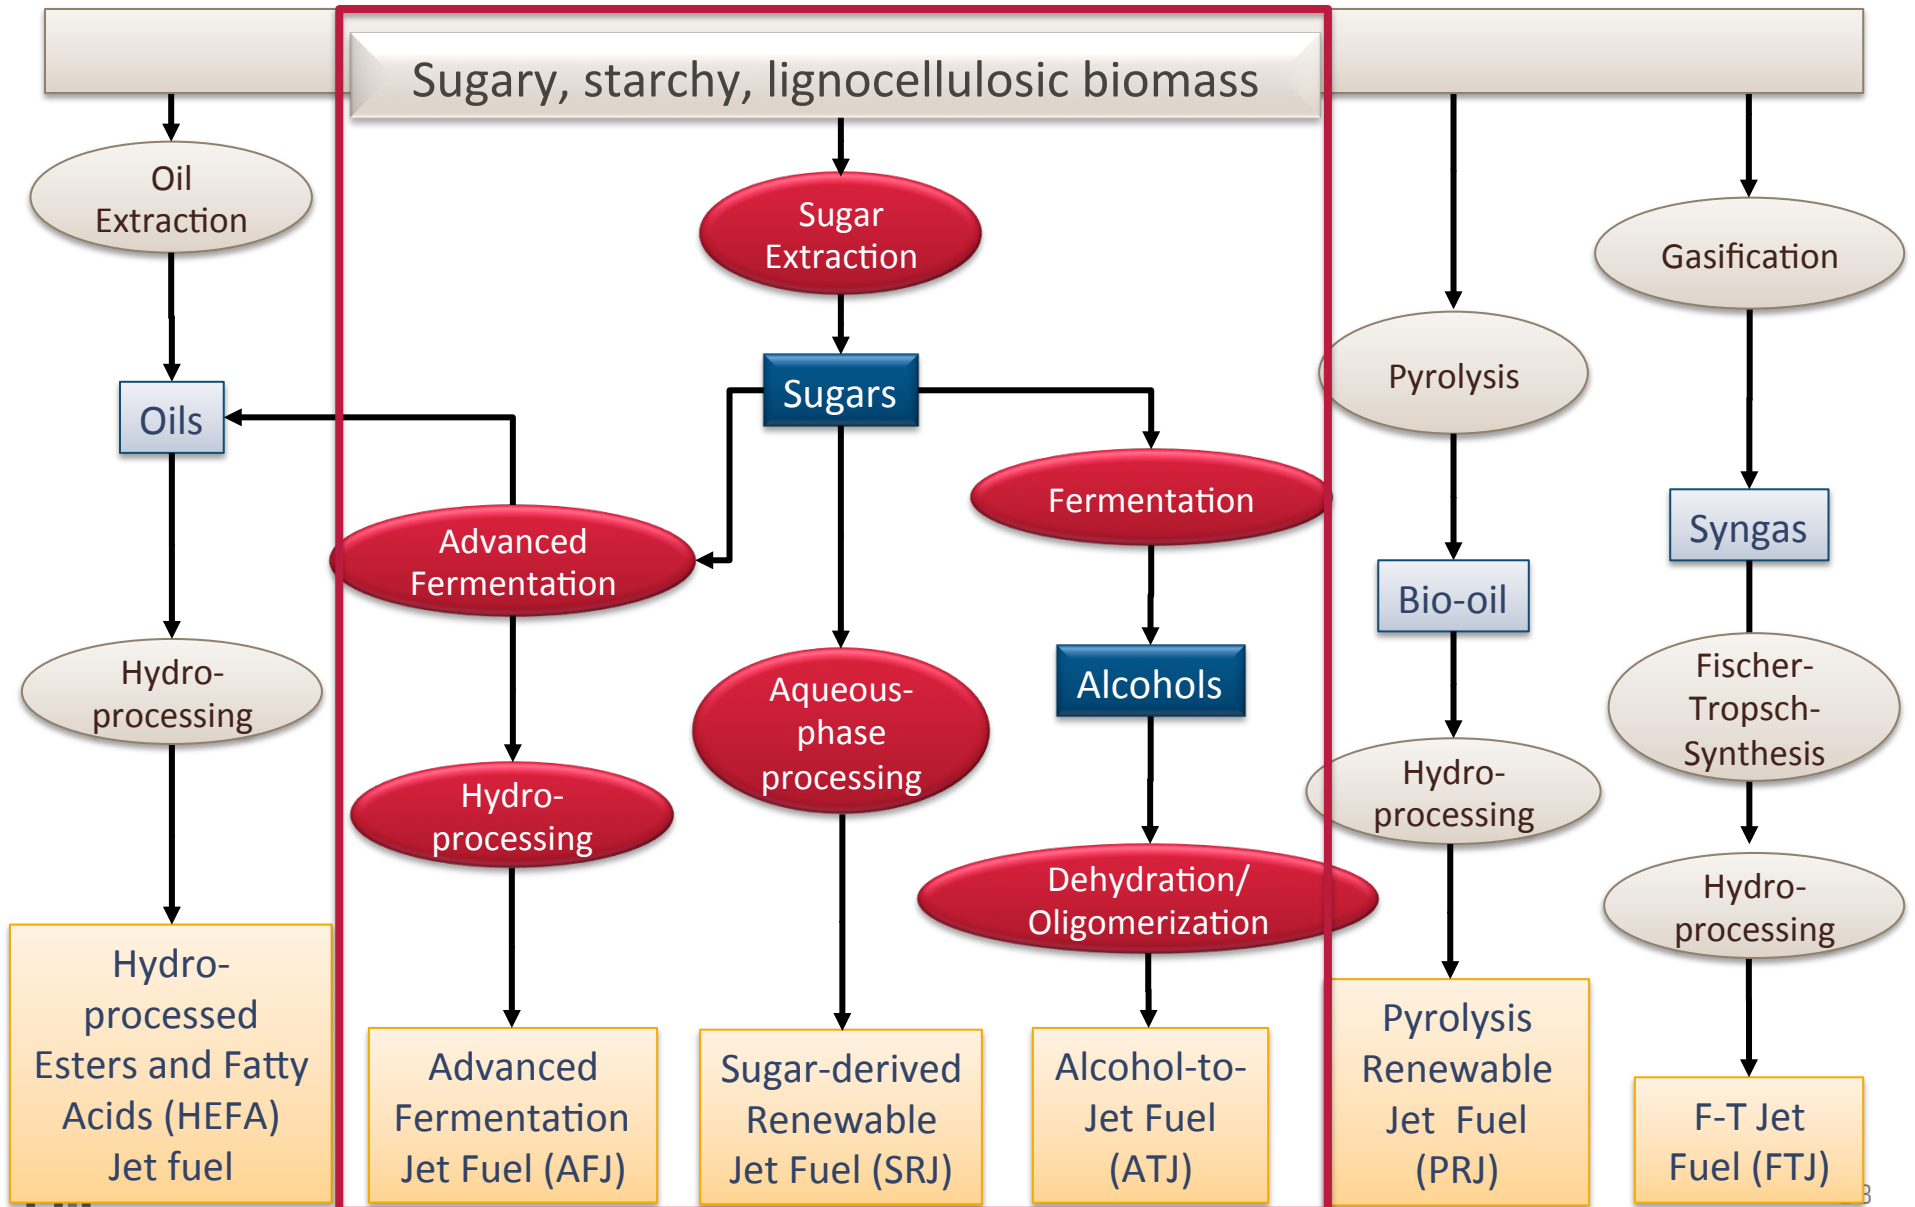 Sugary, starchy, lignocellulosic biomass
Oil
Extraction
Sugar
Extraction
Gasification
Pyrolysis
Sugars
Oils
Fermentation
Syngas
Advanced
Fermentation
Bio-oil
Hydro-
processing
Aqueous-
phase
processing
Alcohols
Fischer-
Tropsch-
Synthesis
Hydro-
processing
Hydro-
processing
Dehydration/
Oligomerization
Hydro-
processing
Hydro-
processed
Esters and Fatty
Acids (HEFA)
Jet fuel
Advanced
Fermentation
Jet Fuel (AFJ)
Sugar-derived
Renewable
Jet Fuel (SRJ)
Alcohol-to-
Jet Fuel
(ATJ)
Pyrolysis
Renewable
Jet Fuel
(PRJ)
F-T Jet
Fuel (FTJ)